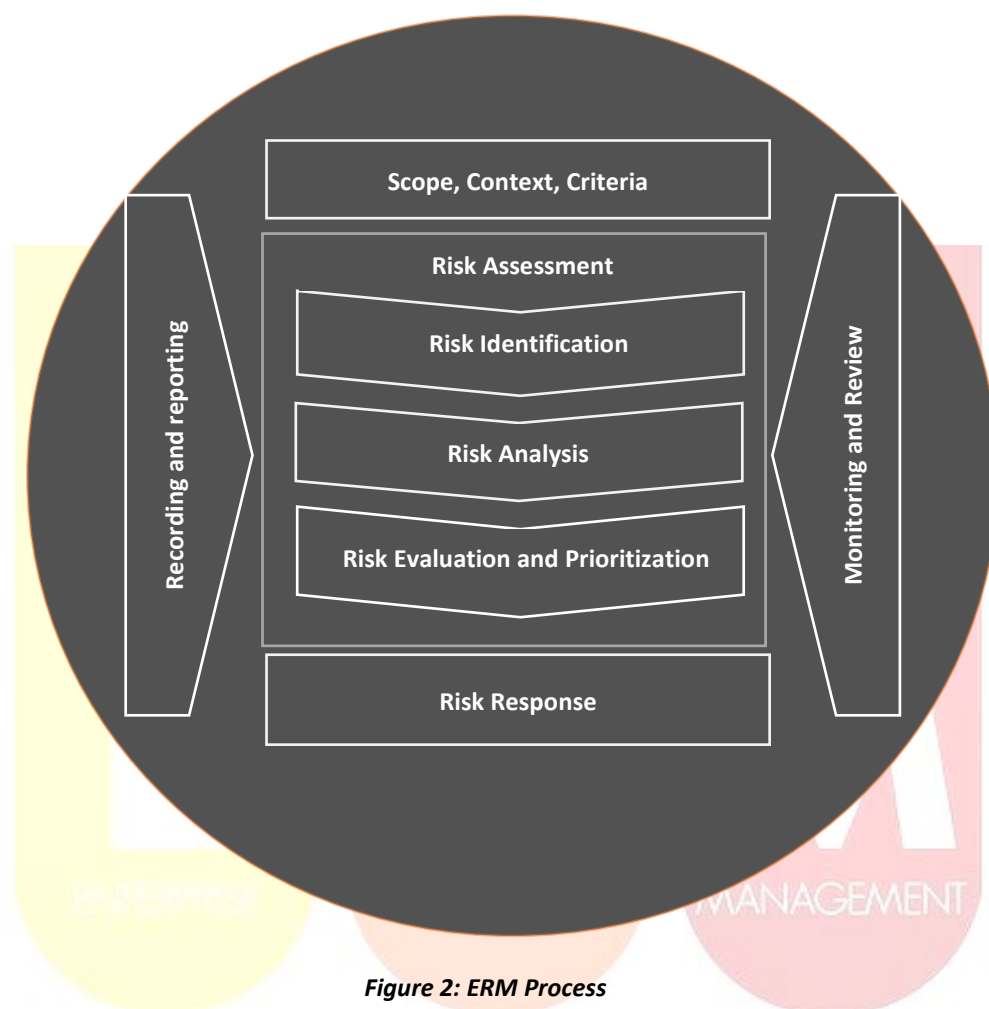 Scope, Context, Criteria
Risk Assessment
Risk Identification
Risk Analysis
Risk Evaluation and Prioritization
Risk Response
Recording and reporting
Monitoring and Review
ENTERPRISE
MANAGEMENT
Figure 2: ERM Process